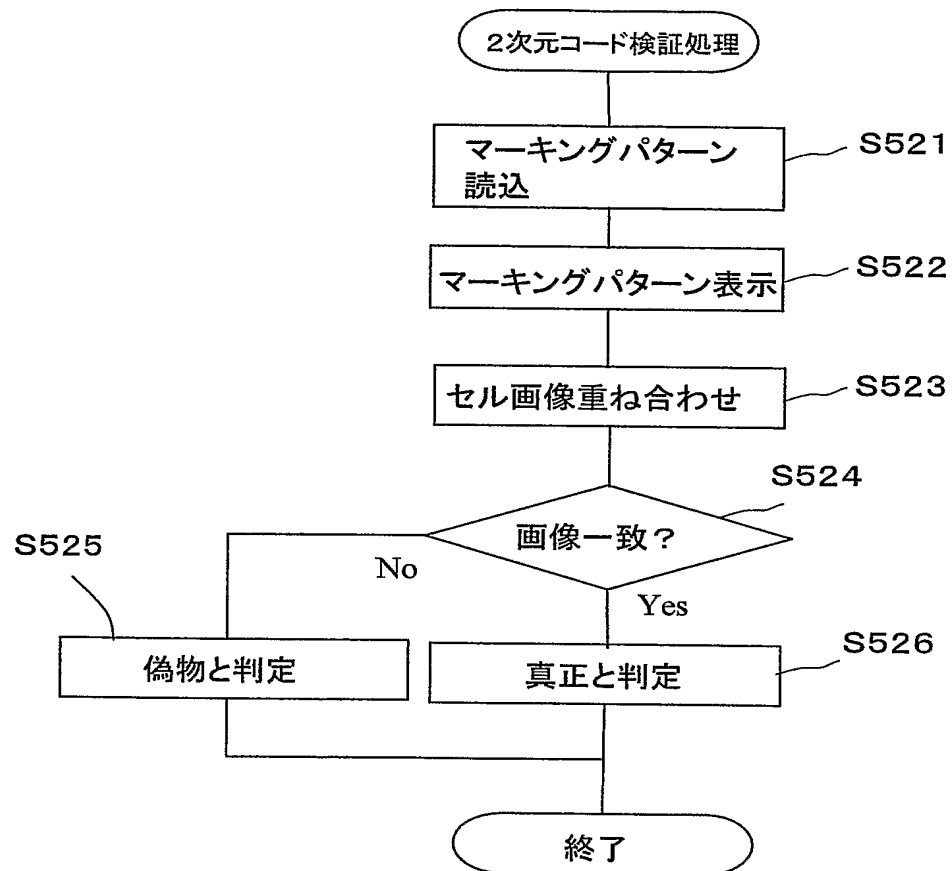 2次元コード検証処理
マーキングパターン
読込
S521
マーキングパターン表示
S522
セル画像重ね合わせ
S523
S524
画像一致?
No
Yes
S525
偽物と判定
真正と判定
S526
終了